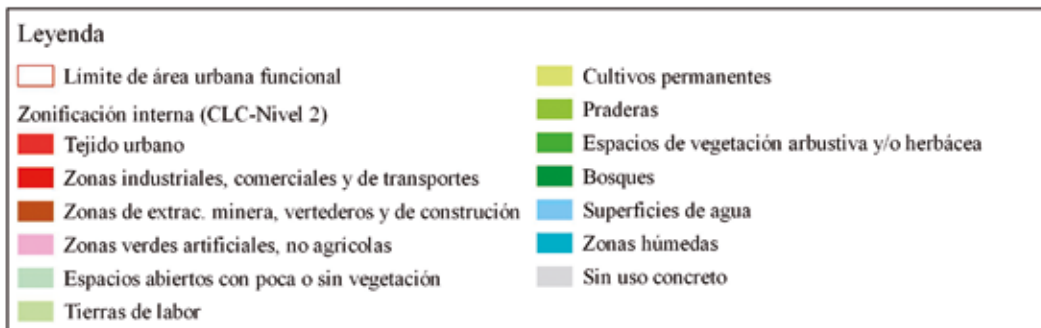 Leyenda
Límite de área urbana funcional
Zonificación interna (CLC-Nivel 2)
Tejido urbano
Zonas industriales, comerciales y de transportes
Zonas de extrac. minera, vertederos y de construción
Zonas verdes artificiales, no agrícolas
Espacios abiertos con poca o sin vegetación
Tierras de labor
Cultivos permanentes
Praderas
Espacios de vegetación arbustiva y/o herbácea
Bosques
Superficies de agua
Zonas húmedas
Sin uso concreto